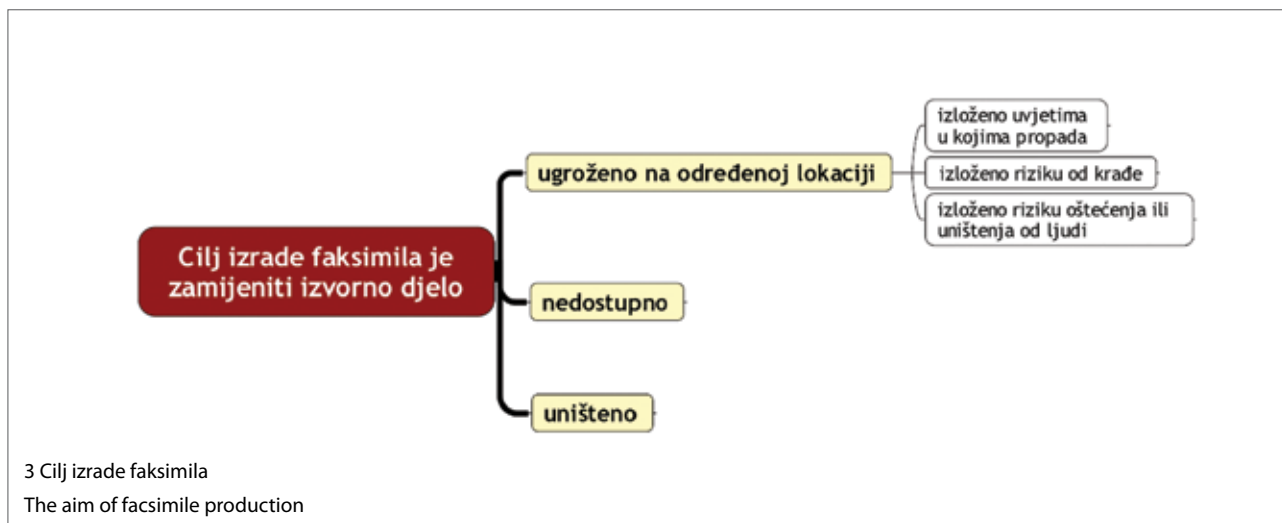 Cilj izrade faksimila je
zamijeniti izvorno djelo
ugroženo na određenoj lokaciji
izloženo uvjetima
u kojima propada
izloženo riziku od krađe
izloženo riziku oštećenja ili
uništenja od ljudi
nedostupno
uništeno
3 Cilj izrade faksimila
The aim of facsimile production